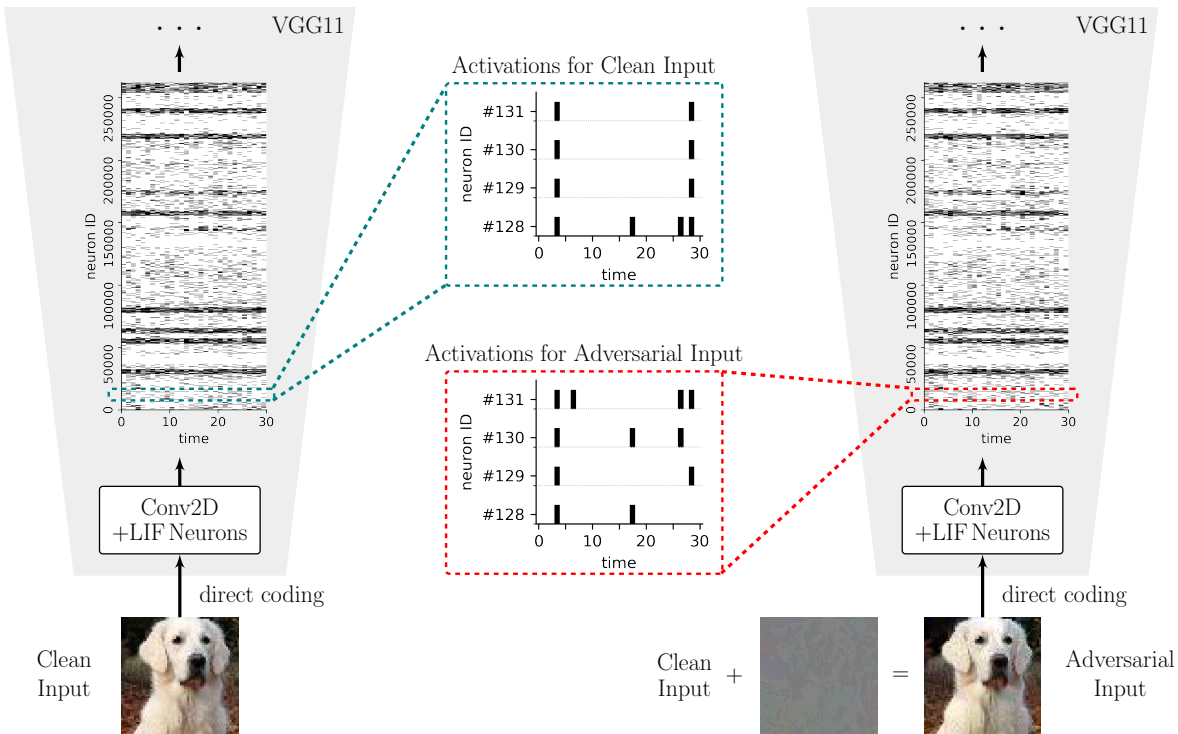 VGG11
. . .
250000
200000
150000
100000
50000
0
neuron ID
0 10 20 30
time
Conv2D
+LIF Neurons
direct coding
Clean
Input
Activations for Clean Input
#131
#130
#129
#128
neuron ID
0 10 20 30
time
Activations for Adversarial Input
#131
#130
#129
#128
neuron ID
0 10 20 30
time
VGG11
. . .
250000
200000
150000
100000
50000
0
neuron ID
0 10 20 30
time
Conv2D
+LIF Neurons
direct coding
Clean
Input
+
=
Adversarial
Input